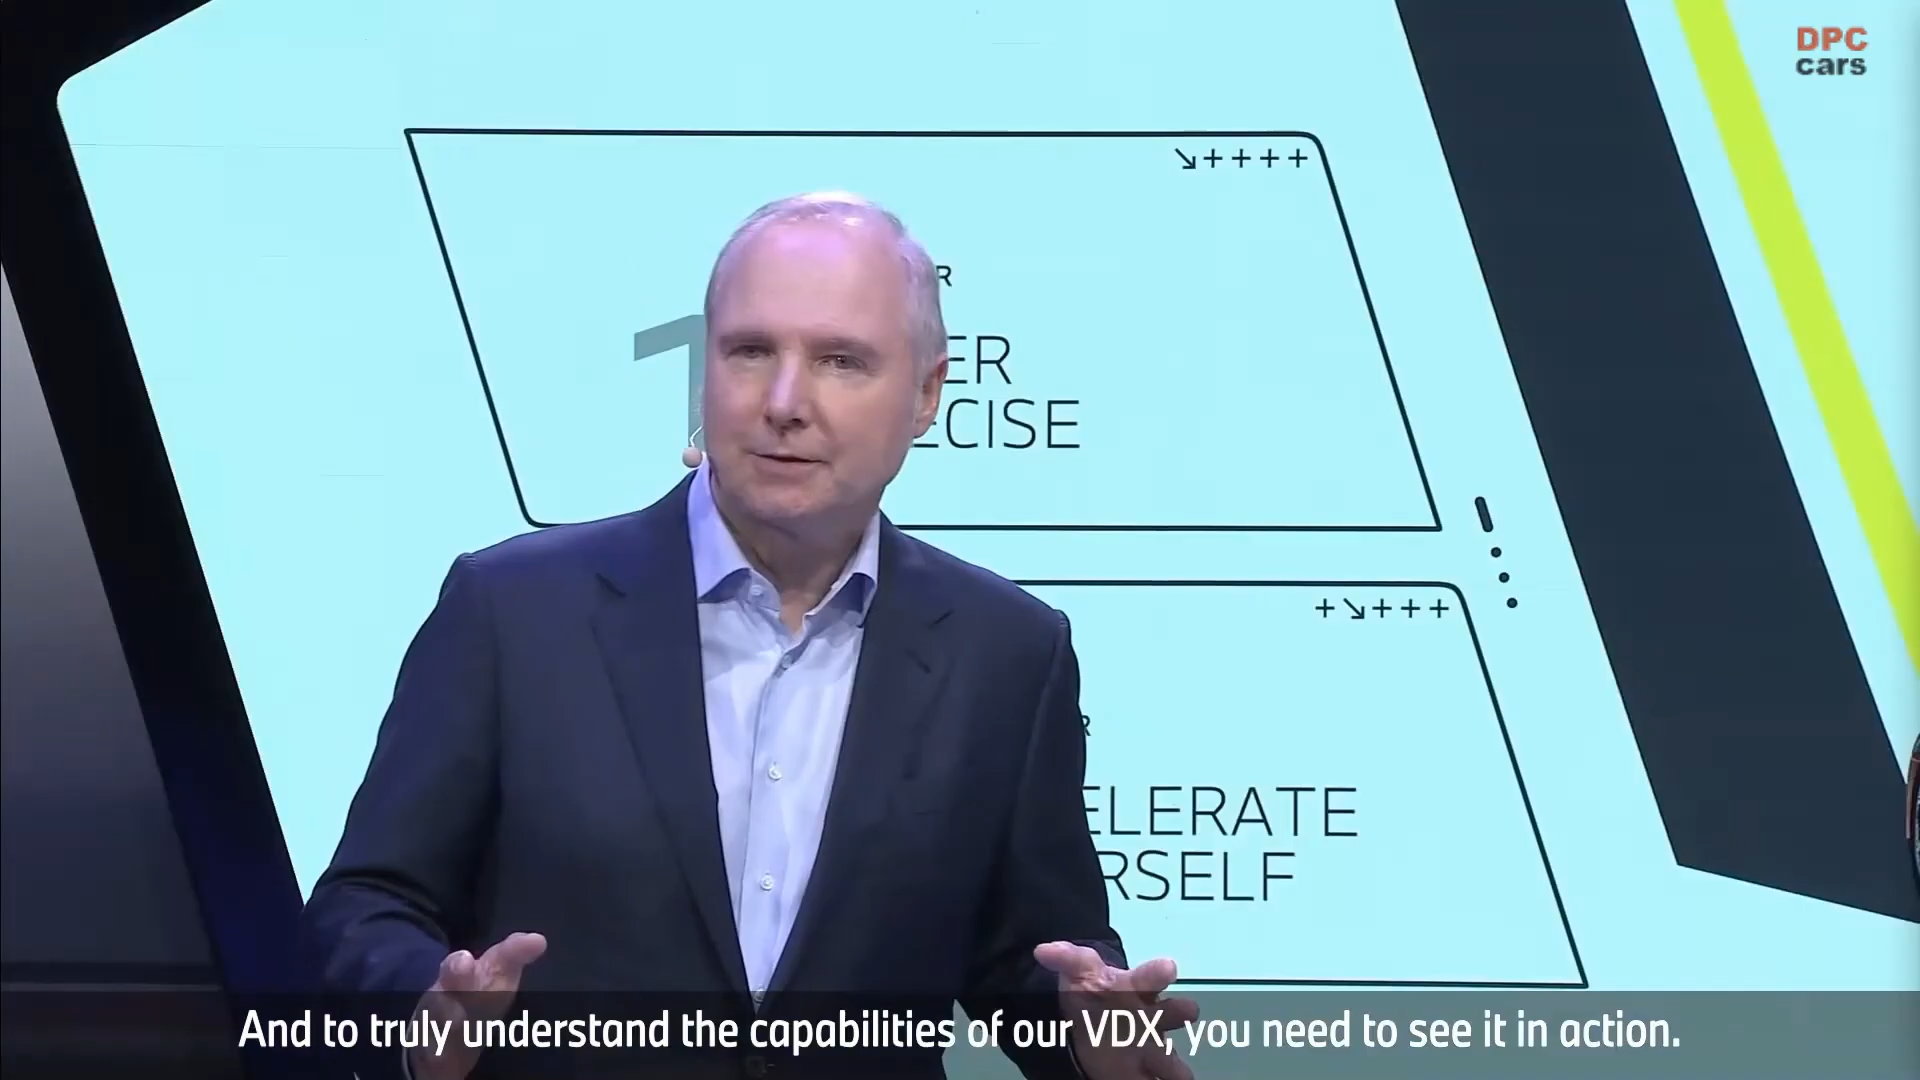 DPC
cars
↘++++
R
1
ER
ECISE
+↘+++
R
ELERATE
RSELF
And to truly understand the capabilities of our VDX, you need to see it in action.